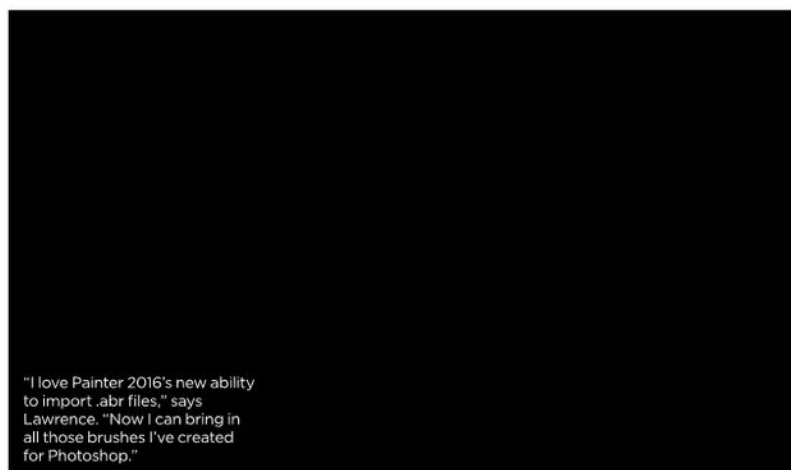 “I love Painter 2016’s new ability
to import .abr files,” says
Lawrence. “Now I can bring in
all those brushes I’ve created
for Photoshop.”